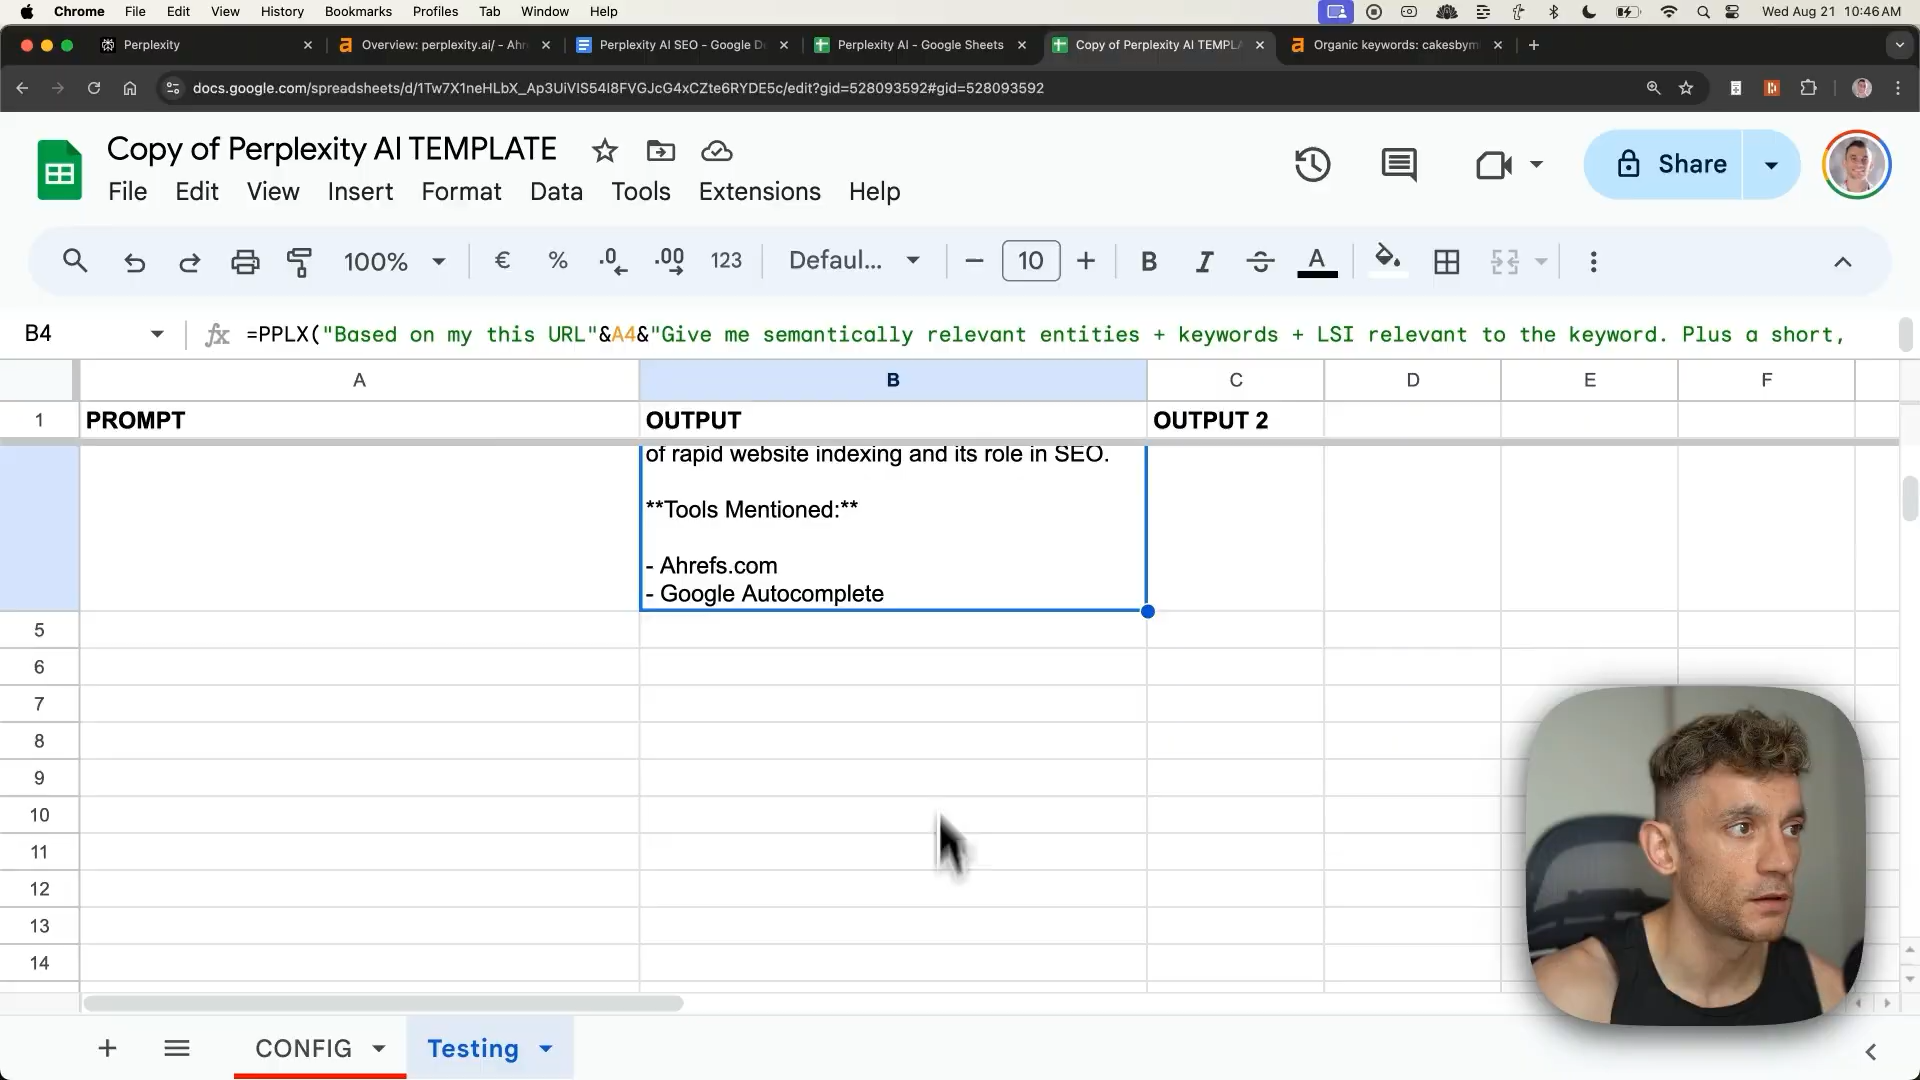 Chrome File Edit View History Bookmarks Profiles Tab Window Help Wed Aug 21 10:46 AM
Perplexity Overview: perplexity.ai/ - Ahr Perplexity AI SEO - Google D Perplexity AI - Google Sheets Copy of Perplexity AI TEMPL Organic keywords: cakesbym
docs.google.com/spreadsheets/d/1Tw7X1neHLbX_Ap3UiVIS54I8FVGJcG4xCZte6RYDE5c/edit?gid=528093592#gid=528093592
Copy of Perplexity AI TEMPLATE
Share
File Edit View Insert Format Data Tools Extensions Help
100% € % .0 .00 123 Defaul... 10 B I A
B4 fx =PPLX("Based on my this URL"&A4&"Give me semantically relevant entities + keywords + LSI relevant to the keyword. Plus a short,
A B C D E F
1 PROMPT OUTPUT OUTPUT 2
of rapid website indexing and its role in SEO.
**Tools Mentioned:**
- Ahrefs.com
- Google Autocomplete
5
6
7
8
9
10
11
12
13
14
CONFIG Testing